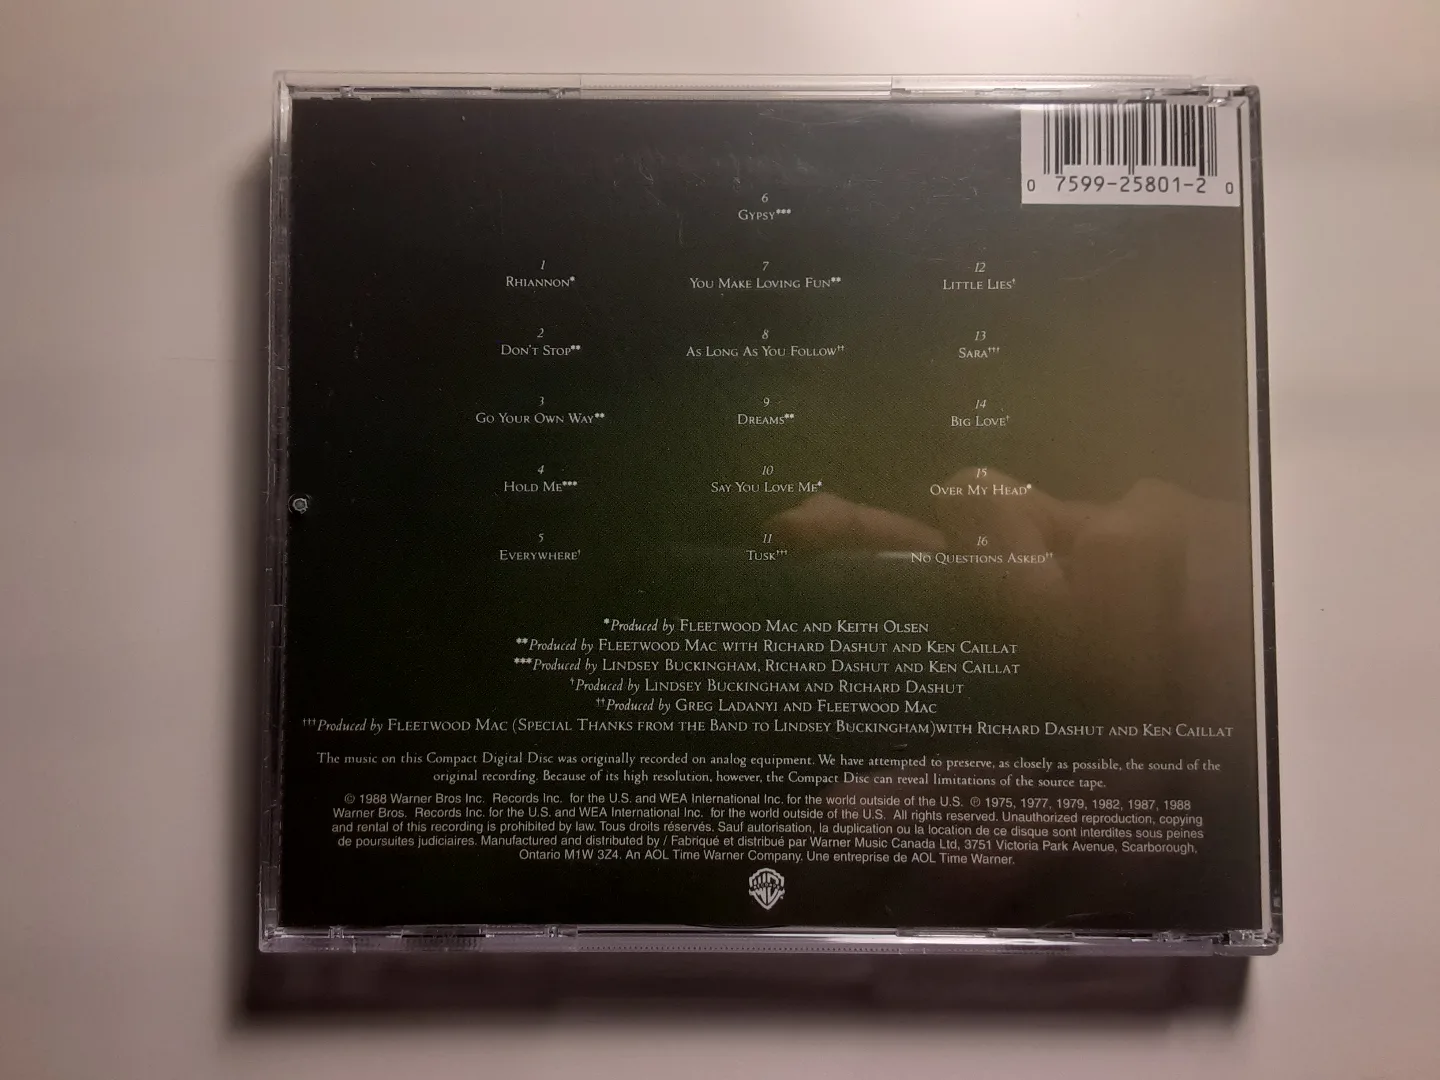 0 7599-25801-2 0
6
GYPSY***
1
RHIANNON*
2
DON'T STOP**
3
GO YOUR OWN WAY**
4
HOLD ME***
5
EVERYWHERE†
7
YOU MAKE LOVING FUN**
8
AS LONG AS YOU FOLLOW††
9
DREAMS**
10
SAY YOU LOVE ME*
11
TUSK†††
12
LITTLE LIES†
13
SARA†††
14
BIG LOVE†
15
OVER MY HEAD*
16
NO QUESTIONS ASKED††
*Produced by FLEETWOOD MAC AND KEITH OLSEN
**Produced by FLEETWOOD MAC WITH RICHARD DASHUT AND KEN CAILLAT
***Produced by LINDSEY BUCKINGHAM, RICHARD DASHUT AND KEN CAILLAT
†Produced by LINDSEY BUCKINGHAM AND RICHARD DASHUT
††Produced by GREG LADANYI AND FLEETWOOD MAC
†††Produced by FLEETWOOD MAC (SPECIAL THANKS FROM THE BAND TO LINDSEY BUCKINGHAM)WITH RICHARD DASHUT AND KEN CAILLAT
The music on this Compact Digital Disc was originally recorded on analog equipment. We have attempted to preserve, as closely as possible, the sound of the
original recording. Because of its high resolution, however, the Compact Disc can reveal limitations of the source tape.
© 1988 Warner Bros Inc. Records Inc. for the U.S. and WEA International Inc. for the world outside of the U.S. ℗ 1975, 1977, 1979, 1982, 1987, 1988
Warner Bros. Records Inc. for the U.S. and WEA International Inc. for the world outside of the U.S. All rights reserved. Unauthorized reproduction, copying
and rental of this recording is prohibited by law. Tous droits réservés. Sauf autorisation, la duplication ou la location de ce disque sont interdites sous peines
de poursuites judiciaires. Manufactured and distributed by / Fabriqué et distribué par Warner Music Canada Ltd, 3751 Victoria Park Avenue, Scarborough,
Ontario M1W 3Z4. An AOL Time Warner Company. Une entreprise de AOL Time Warner.